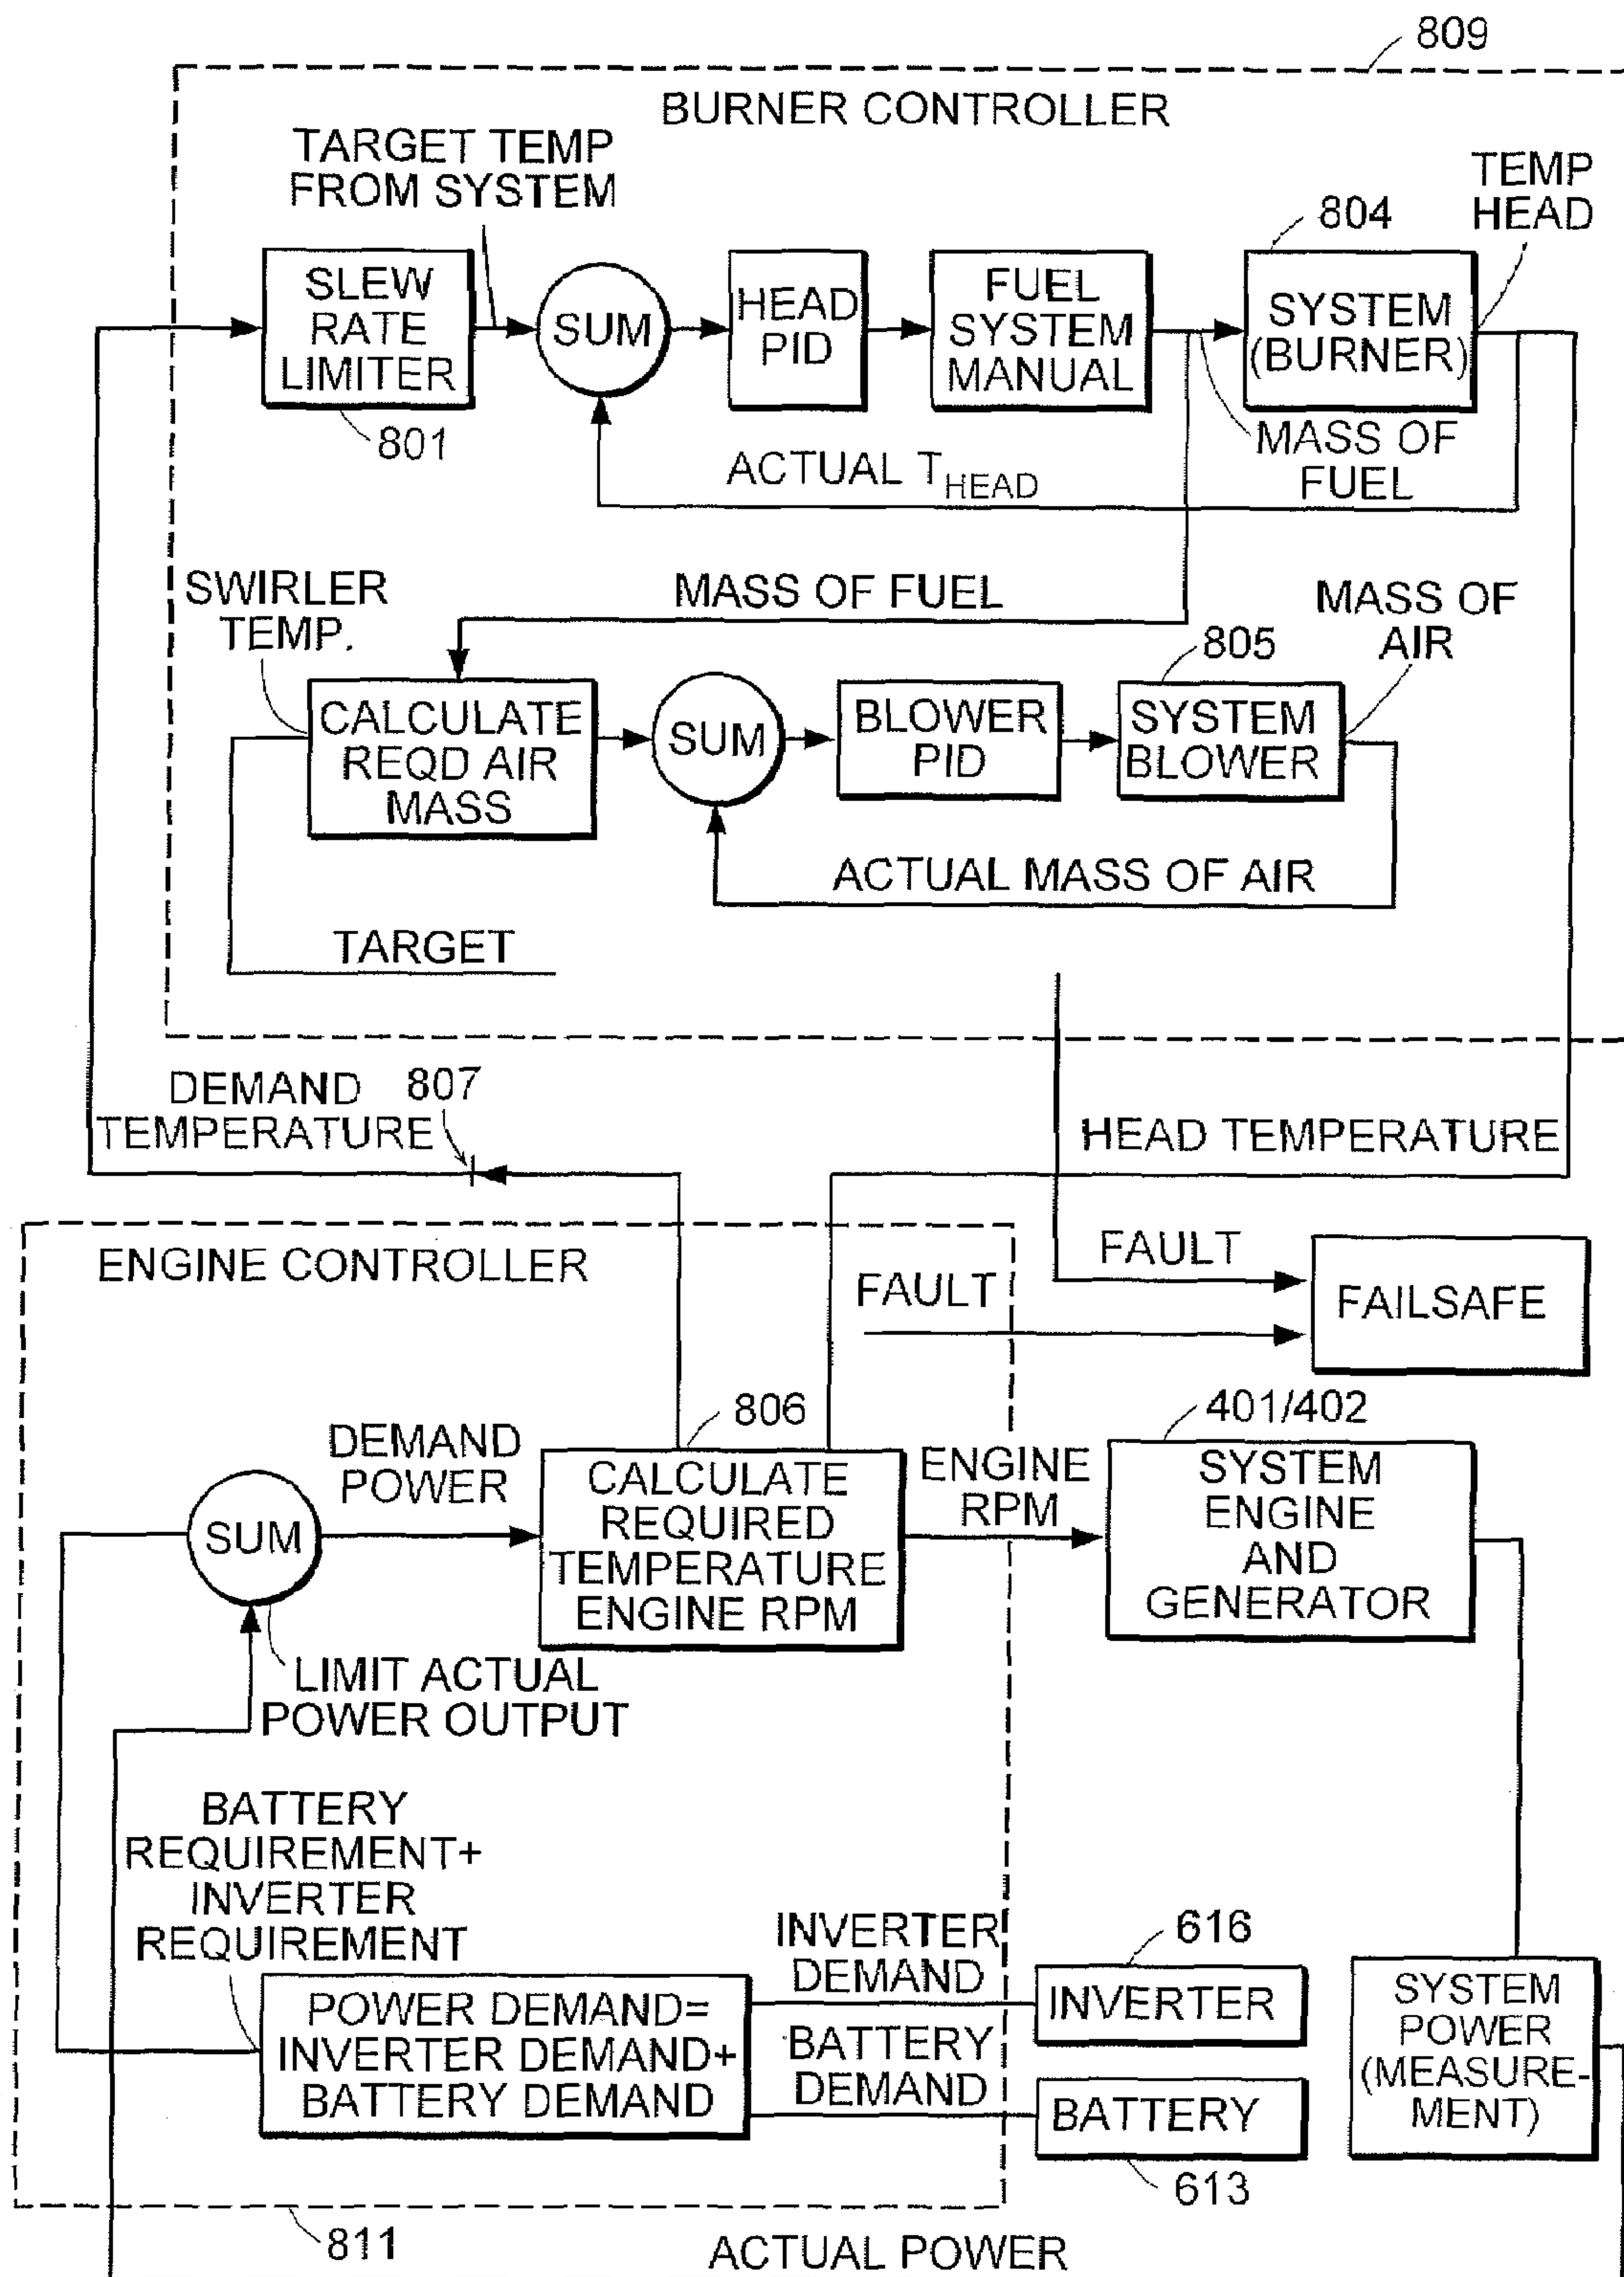 809
BURNER CONTROLLER
TARGET TEMP
FROM SYSTEM
TEMP
HEAD
804
SLEW
RATE
LIMITER
SUM
HEAD
PID
FUEL
SYSTEM
MANUAL
SYSTEM
(BURNER)
801
ACTUAL THEAD
MASS OF
FUEL
SWIRLER
TEMP.
MASS OF FUEL
MASS OF
AIR
805
CALCULATE
REQD AIR
MASS
SUM
BLOWER
PID
SYSTEM
BLOWER
ACTUAL MASS OF AIR
TARGET
DEMAND
TEMPERATURE
807
HEAD TEMPERATURE
ENGINE CONTROLLER
FAULT
FAULT
FAILSAFE
806
401/402
DEMAND
POWER
SUM
CALCULATE
REQUIRED
TEMPERATURE
ENGINE RPM
ENGINE
RPM
SYSTEM
ENGINE
AND
GENERATOR
LIMIT ACTUAL
POWER OUTPUT
BATTERY
REQUIREMENT+
INVERTER
REQUIREMENT
INVERTER
DEMAND
616
INVERTER
POWER DEMAND=
INVERTER DEMAND+
BATTERY DEMAND
BATTERY
DEMAND
BATTERY
613
SYSTEM
POWER
(MEASURE-
MENT)
811
ACTUAL POWER